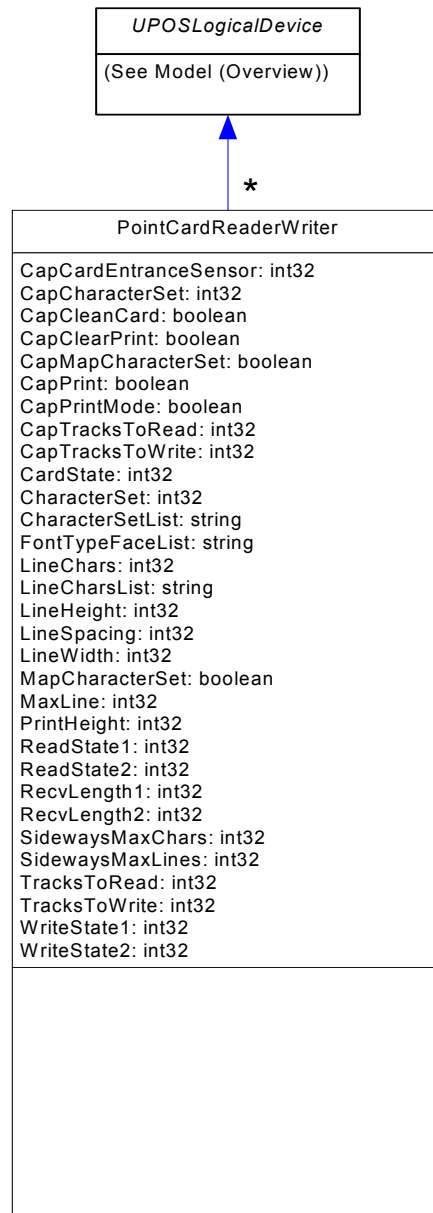 UPOSLogicalDevice
(See Model (Overview))
*
PointCardReaderWriter
CapCardEntranceSensor: int32
CapCharacterSet: int32
CapCleanCard: boolean
CapClearPrint: boolean
CapMapCharacterSet: boolean
CapPrint: boolean
CapPrintMode: boolean
CapTracksToRead: int32
CapTracksToWrite: int32
CardState: int32
CharacterSet: int32
CharacterSetList: string
FontTypeFaceList: string
LineChars: int32
LineCharsList: string
LineHeight: int32
LineSpacing: int32
LineWidth: int32
MapCharacterSet: boolean
MaxLine: int32
PrintHeight: int32
ReadState1: int32
ReadState2: int32
RecvLength1: int32
RecvLength2: int32
SidewaysMaxChars: int32
SidewaysMaxLines: int32
TracksToRead: int32
TracksToWrite: int32
WriteState1: int32
WriteState2: int32